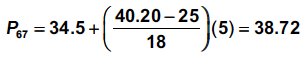 P₆₇ = 34.5 + ((40.20 – 25)/18)(5) = 38.72